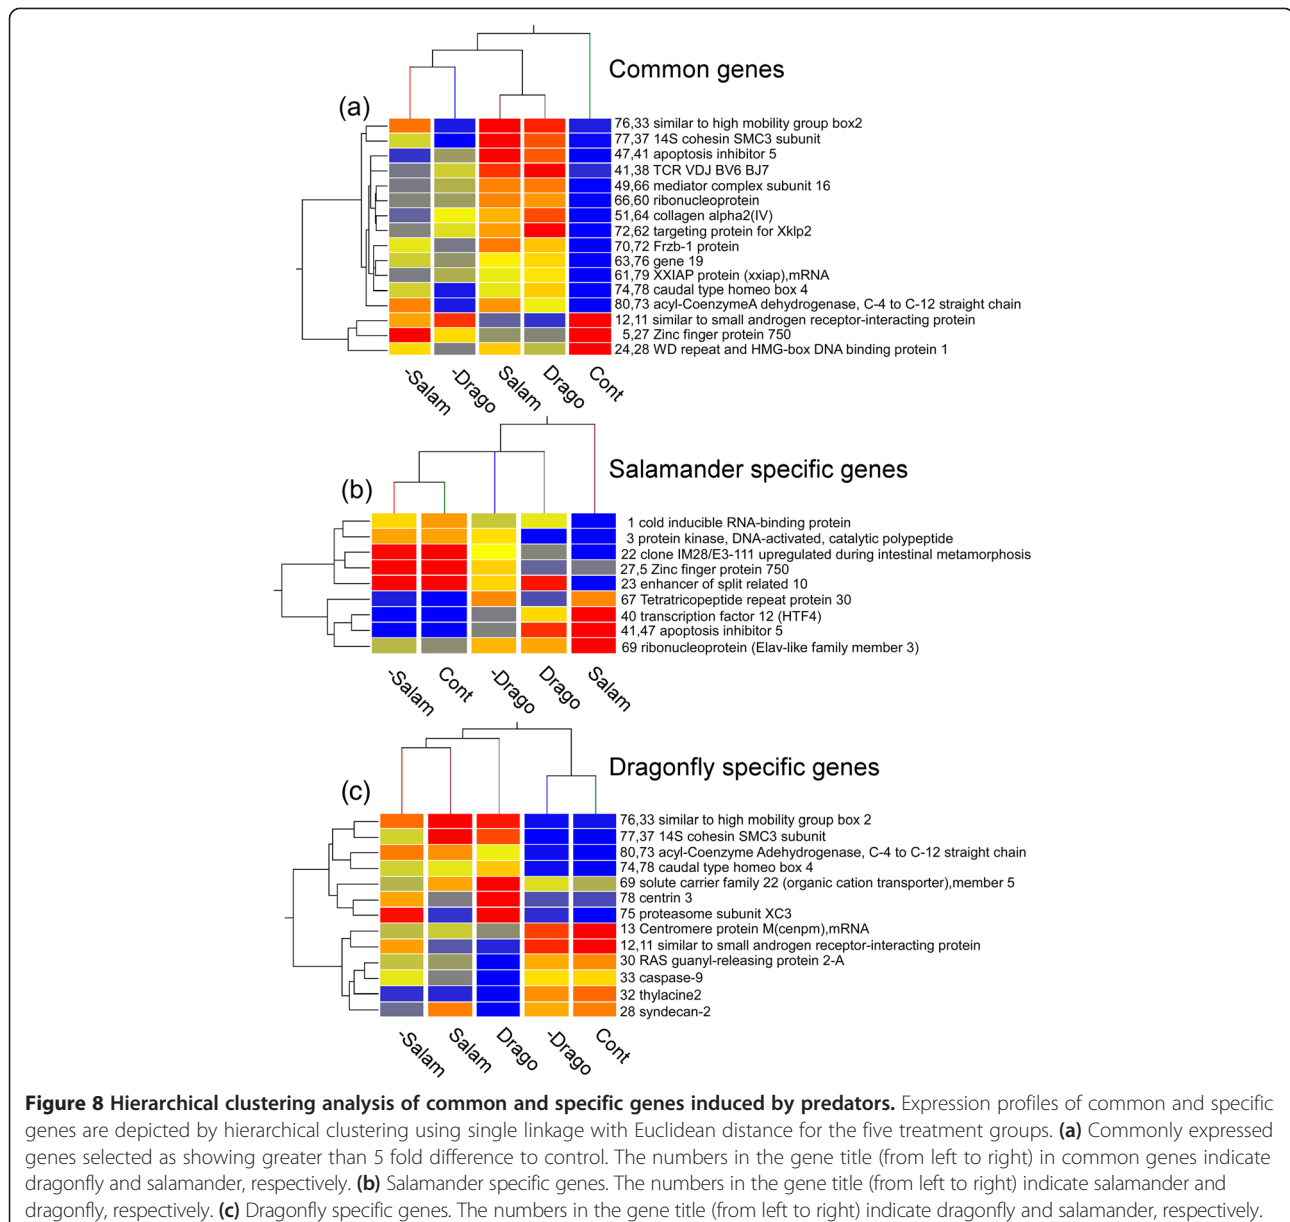 Common genes
(a)
76,33 similar to high mobility group box2
77,37 14S cohesin SMC3 subunit
47,41 apoptosis inhibitor 5
41,38 TCR VDJ BV6 BJ7
49,66 mediator complex subunit 16
66,60 ribonucleoprotein
51,64 collagen alpha2(IV)
72,62 targeting protein for Xklp2
70,72 Frzb-1 protein
63,76 gene 19
61,79 XXIAP protein (xxiap),mRNA
74,78 caudal type homeo box 4
80,73 acyl-CoenzymeA dehydrogenase, C-4 to C-12 straight chain
12,11 similar to small androgen receptor-interacting protein
5,27 Zinc finger protein 750
24,28 WD repeat and HMG-box DNA binding protein 1
-Salam -Drago Salam Drago Cont
Salamander specific genes
(b)
1 cold inducible RNA-binding protein
3 protein kinase, DNA-activated, catalytic polypeptide
22 clone IM28/E3-111 upregulated during intestinal metamorphosis
27,5 Zinc finger protein 750
23 enhancer of split related 10
67 Tetratricopeptide repeat protein 30
40 transcription factor 12 (HTF4)
41,47 apoptosis inhibitor 5
69 ribonucleoprotein (Elav-like family member 3)
-Salam Cont -Drago Drago Salam
Dragonfly specific genes
(c)
76,33 similar to high mobility group box 2
77,37 14S cohesin SMC3 subunit
80,73 acyl-Coenzyme Adehydrogenase, C-4 to C-12 straight chain
74,78 caudal type homeo box 4
69 solute carrier family 22 (organic cation transporter),member 5
78 centrin 3
75 proteasome subunit XC3
13 Centromere protein M(cenpm),mRNA
12,11 similar to small androgen receptor-interacting protein
30 RAS guanyl-releasing protein 2-A
33 caspase-9
32 thylacine2
28 syndecan-2
-Salam Salam Drago -Drago Cont
Figure 8 Hierarchical clustering analysis of common and specific genes induced by predators. Expression profiles of common and specific
genes are depicted by hierarchical clustering using single linkage with Euclidean distance for the five treatment groups. (a) Commonly expressed
genes selected as showing greater than 5 fold difference to control. The numbers in the gene title (from left to right) in common genes indicate
dragonfly and salamander, respectively. (b) Salamander specific genes. The numbers in the gene title (from left to right) indicate salamander and
dragonfly, respectively. (c) Dragonfly specific genes. The numbers in the gene title (from left to right) indicate dragonfly and salamander, respectively.